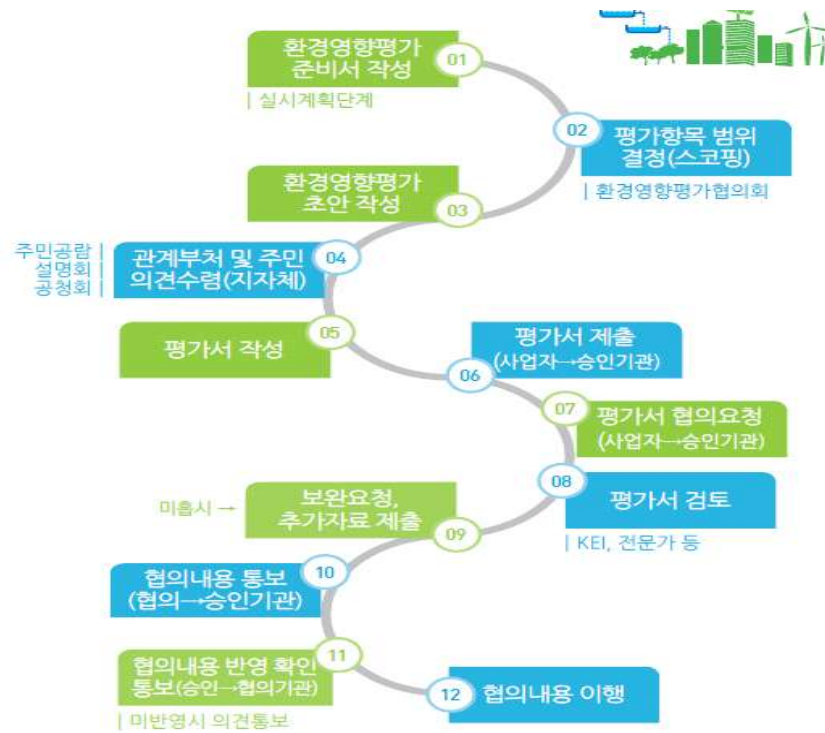 환경영향평가
준비서 작성
01
| 실시계획단계
02
평가항목 범위
결정(스코핑)
| 환경영향평가협의회
환경영향평가
초안 작성
03
주민공람 |
설명회 |
공청회 |
관계부처 및 주민
의견수령(지자체)
04
평가서 작성
05
평가서 제출
(사업자→승인기관)
06
07
평가서 협의요청
(사업자→승인기관)
08
평가서 검토
| KEI, 전문가 등
미흡시 →
보완요청,
추가자료 제출
09
협의내용 통보
(협의→승인기관)
10
협의내용 반영 확인
통보(승인→협의기관)
11
| 미반영시 의견통보
12
협의내용 이행